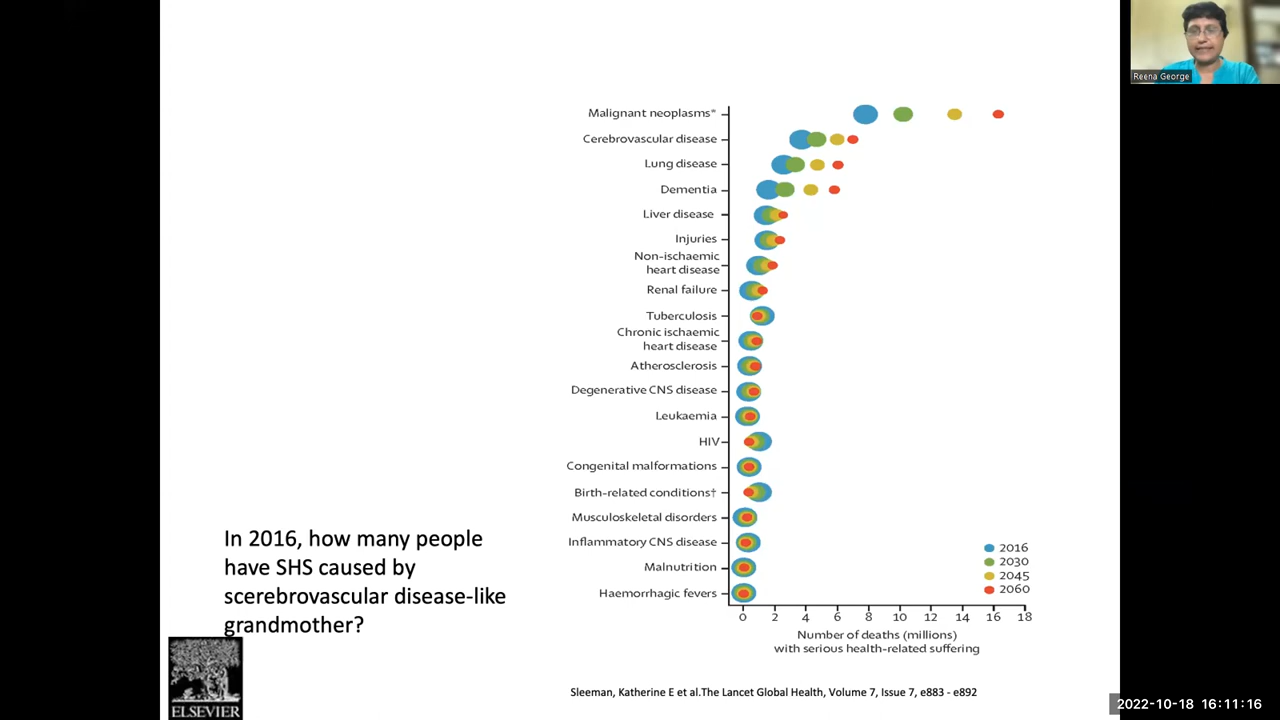 Reena George
Malignant neoplasms*
Cerebrovascular disease
Lung disease
Dementia
Liver disease
Injuries
Non-ischaemic
heart disease
Renal failure
Tuberculosis
Chronic ischaemic
heart disease
Atherosclerosis
Degenerative CNS disease
Leukaemia
HIV
Congenital malformations
Birth-related conditions†
Musculoskeletal disorders
Inflammatory CNS disease
Malnutrition
Haemorrhagic fevers
2016
2030
2045
2060
0 2 4 6 8 10 12 14 16 18
Number of deaths (millions)
with serious health-related suffering
In 2016, how many people
have SHS caused by
scerebrovascular disease-like
grandmother?
ELSEVIER
Sleeman, Katherine E et al.The Lancet Global Health, Volume 7, Issue 7, e883 - e892
2022-10-18 16:11:16